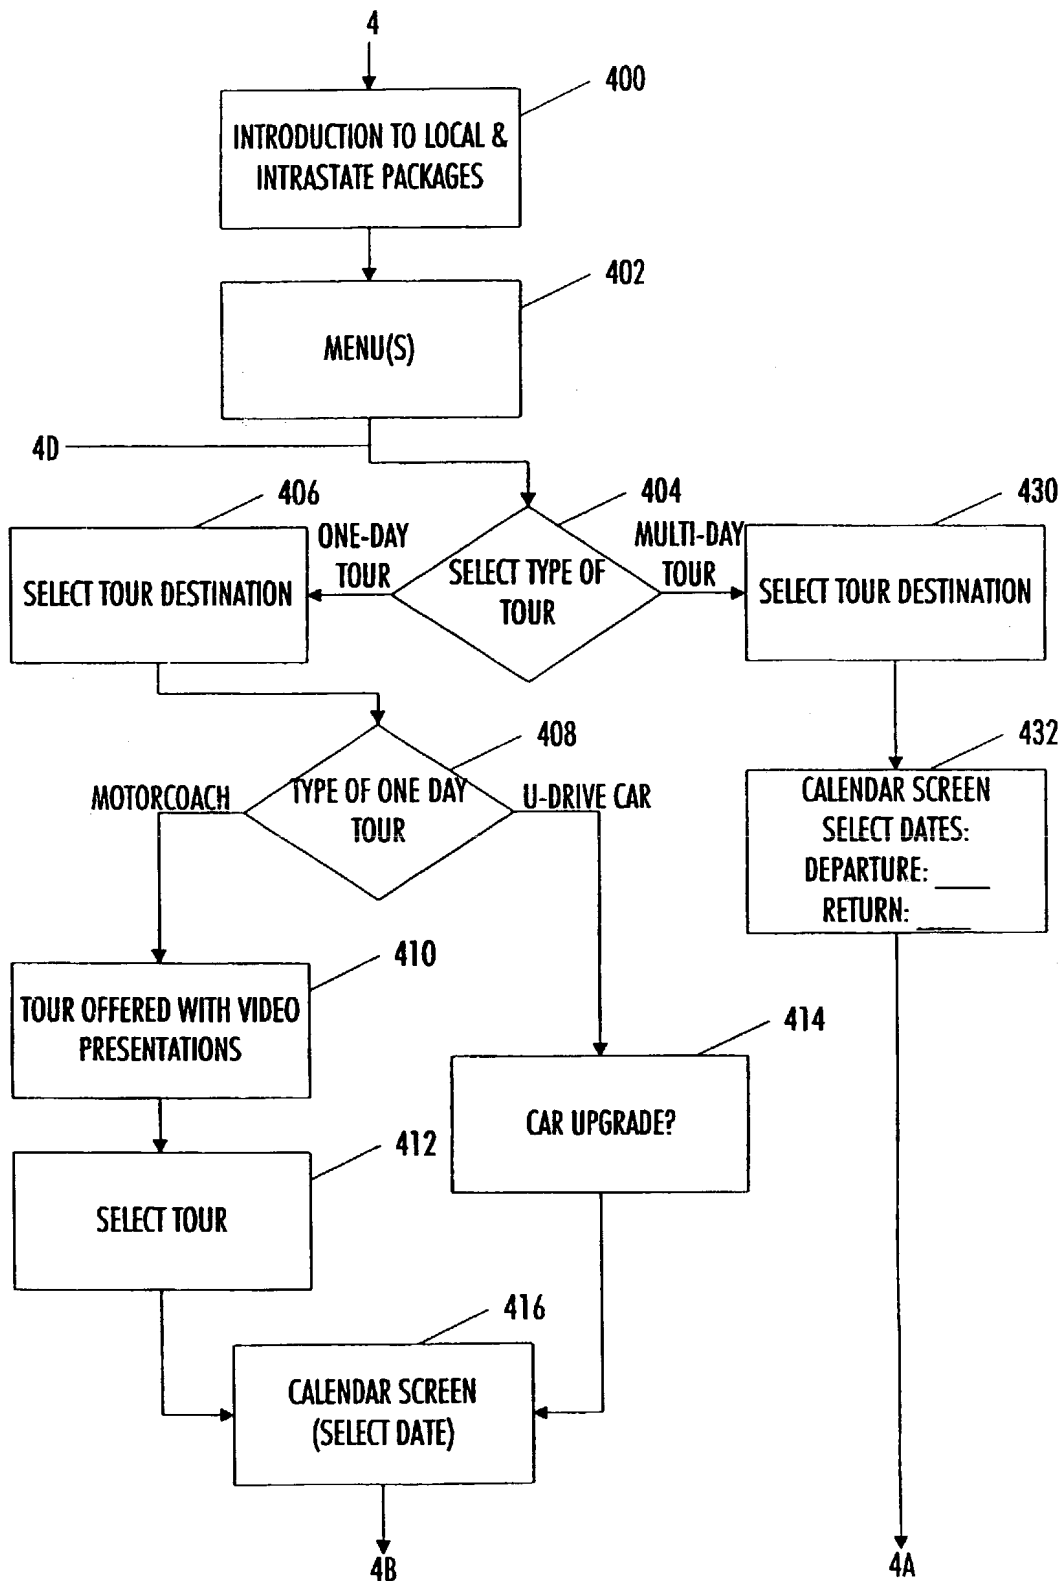 4
400
INTRODUCTION TO LOCAL &
INTRASTATE PACKAGES
402
MENU(S)
4D
406
404
430
ONE-DAY
TOUR
MULTI-DAY
TOUR
SELECT TOUR DESTINATION
SELECT TYPE OF
TOUR
SELECT TOUR DESTINATION
408
432
MOTORCOACH
TYPE OF ONE DAY
TOUR
U-DRIVE CAR
CALENDAR SCREEN
SELECT DATES:
DEPARTURE: ____
RETURN: ____
410
TOUR OFFERED WITH VIDEO
PRESENTATIONS
414
CAR UPGRADE?
412
SELECT TOUR
416
CALENDAR SCREEN
(SELECT DATE)
4B
4A